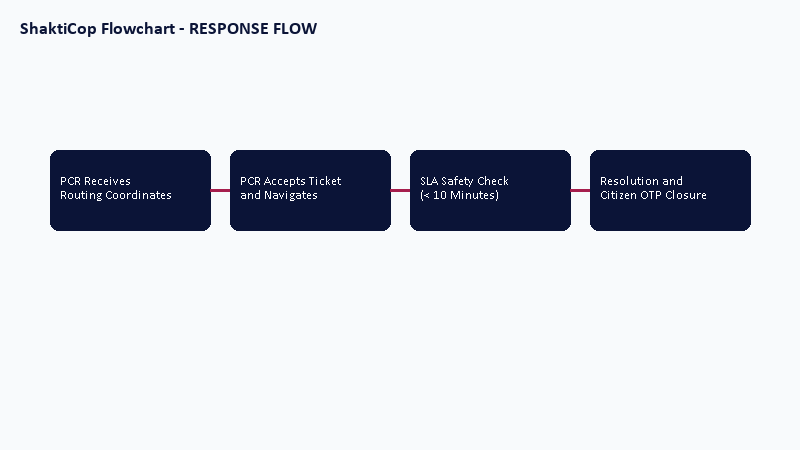 ShaktiCop Flowchart - RESPONSE FLOW
PCR Receives
Routing Coordinates
PCR Accepts Ticket
and Navigates
SLA Safety Check
(< 10 Minutes)
Resolution and
Citizen OTP Closure